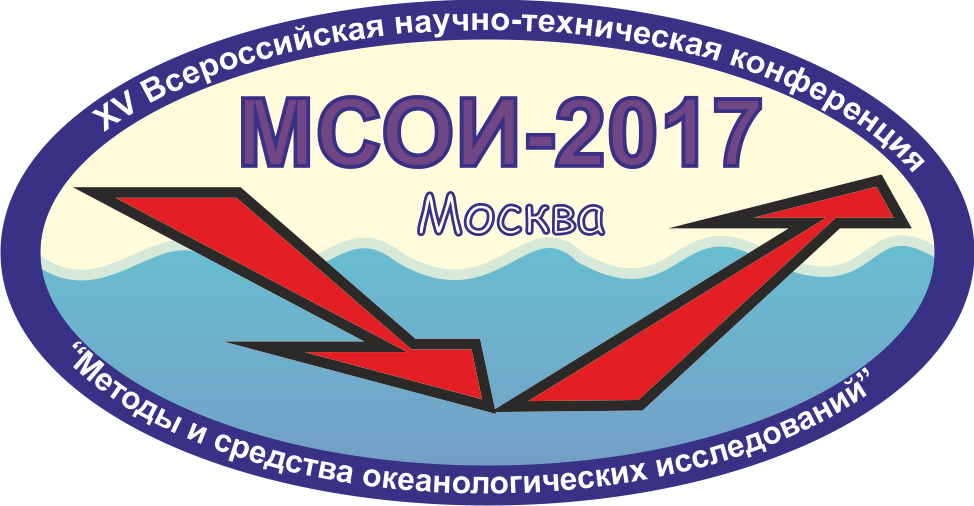 XV Всероссийская научно-техническая конференция
МСОИ-2017
Москва
“Методы и средства океанологических исследований”